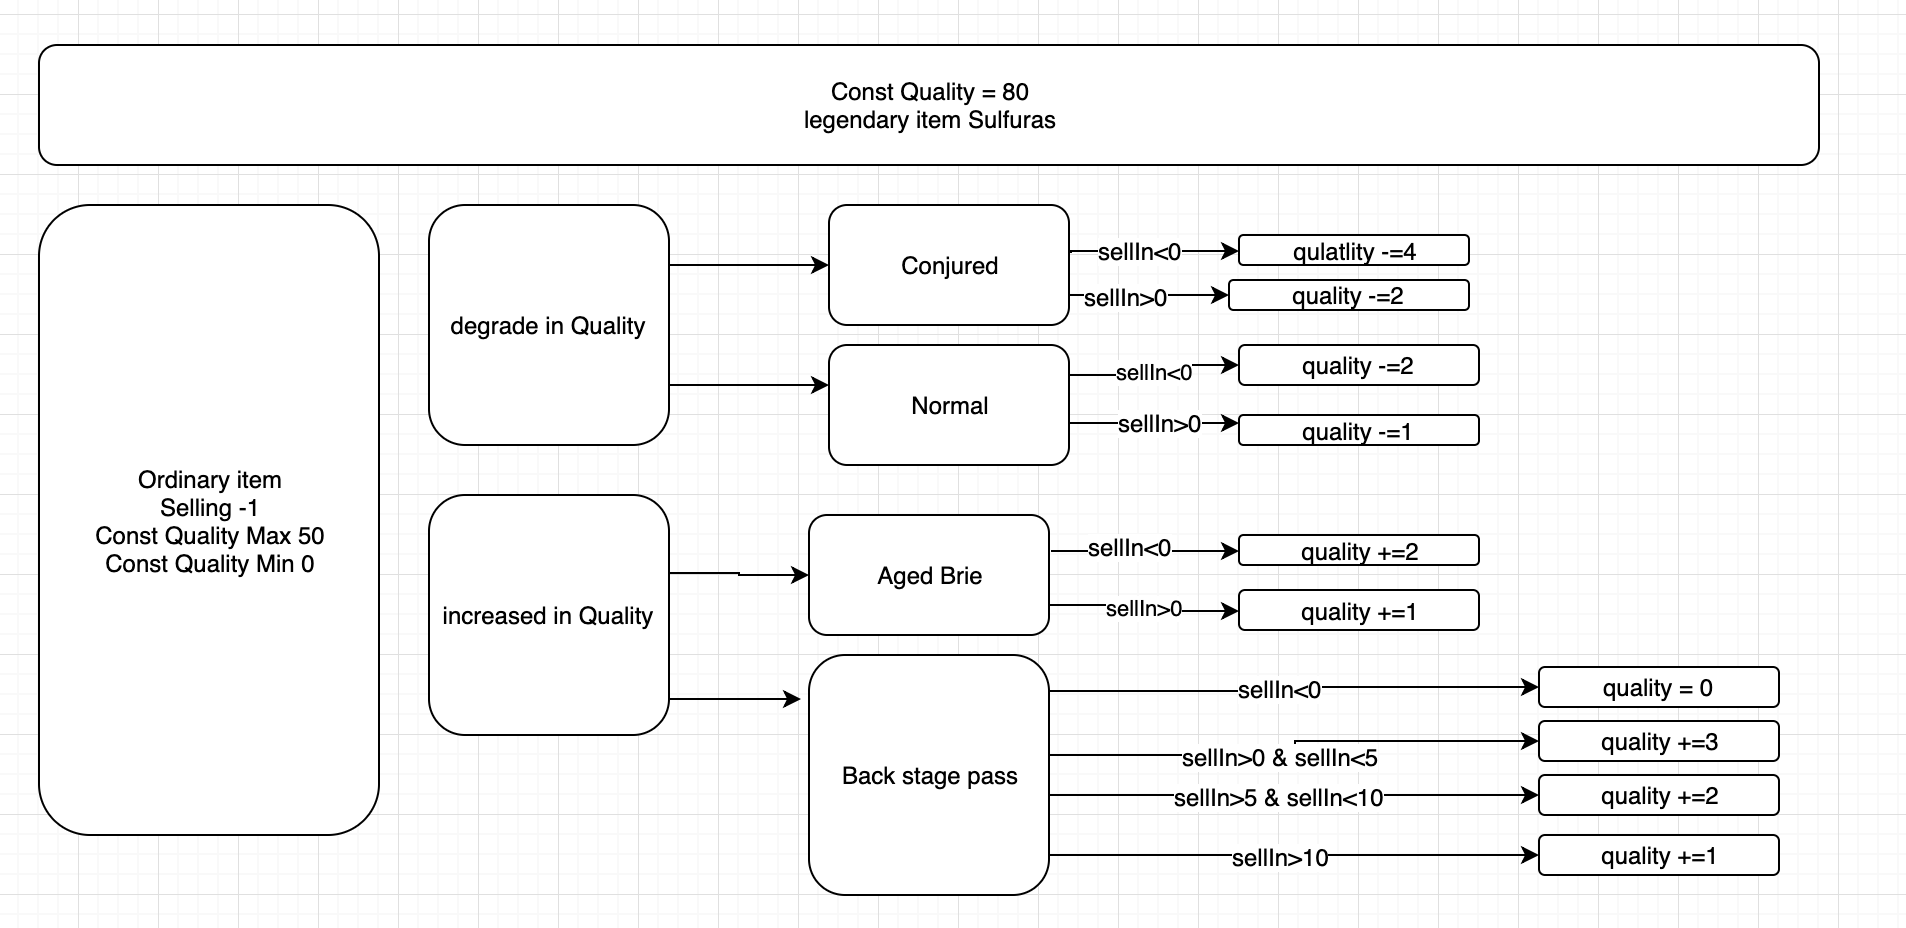 Const Quality = 80
legendary item Sulfuras
Ordinary item
Selling -1
Const Quality Max 50
Const Quality Min 0
degrade in Quality
Conjured
sellIn<0
qulatlity -=4
sellIn>0
quality -=2
Normal
sellIn<0
quality -=2
sellIn>0
quality -=1
increased in Quality
Aged Brie
sellIn<0
quality +=2
sellIn>0
quality +=1
Back stage pass
sellIn<0
quality = 0
sellIn>0 & sellIn<5
quality +=3
sellIn>5 & sellIn<10
quality +=2
sellIn>10
quality +=1